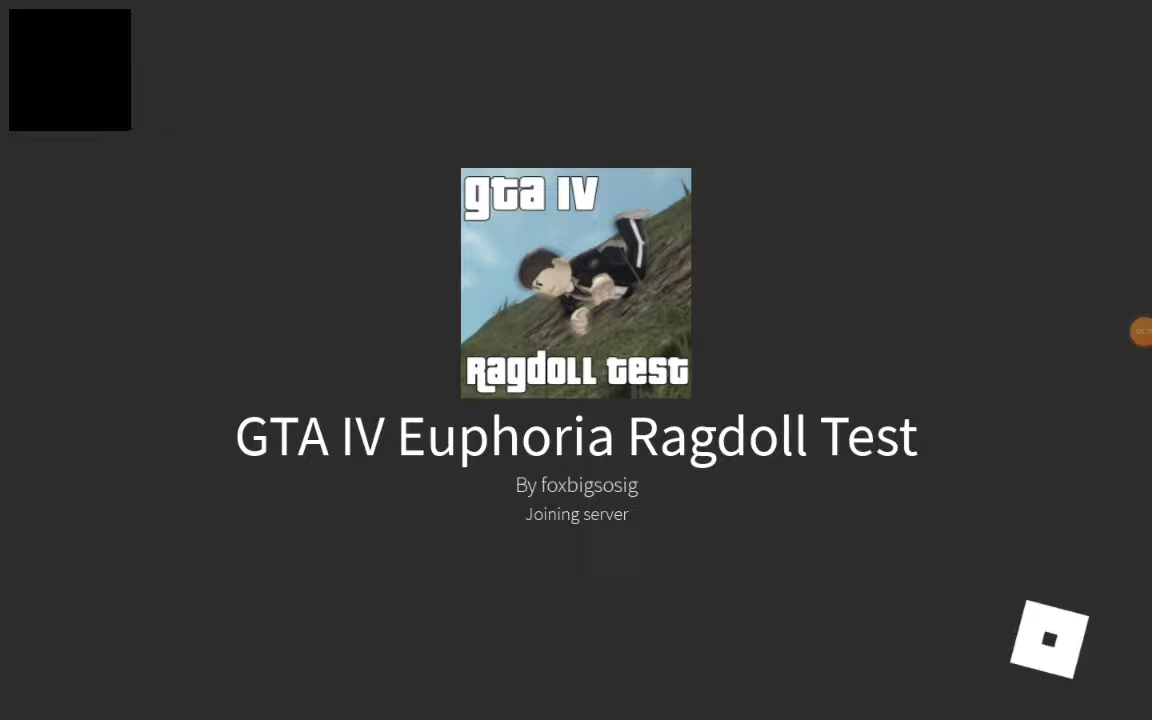 gta IV
Ragdoll test
GTA IV Euphoria Ragdoll Test
By foxbigsosig
Joining server